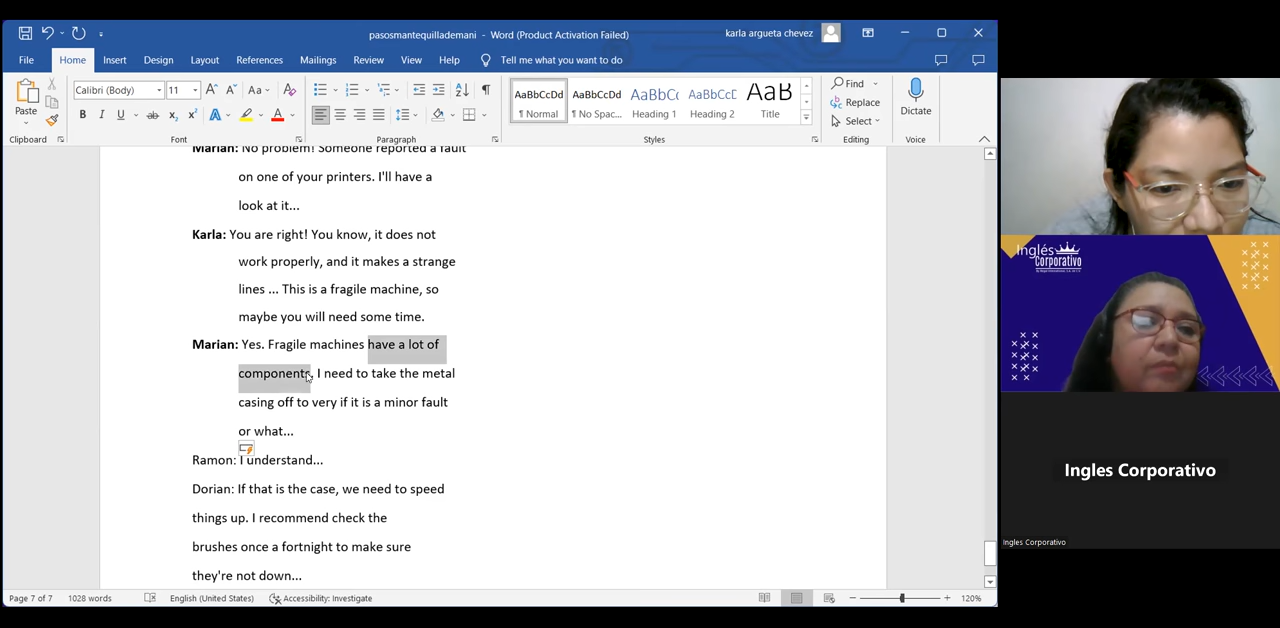 pasosmantequillademani - Word (Product Activation Failed)
karla argueta chevez
File Home Insert Design Layout References Mailings Review View Help Tell me what you want to do
Paste
Calibri (Body) 11
AaBbCcDd AaBbCcDd AaBbCc AaBbCcD AaB
¶ Normal ¶ No Spac... Heading 1 Heading 2 Title
Find
Replace
Select
Dictate
Clipboard Font Paragraph Styles Editing Voice
Marian: No problem! Someone reported a fault
on one of your printers. I'll have a
look at it...
Karla: You are right! You know, it does not
work properly, and it makes a strange
lines ... This is a fragile machine, so
maybe you will need some time.
Marian: Yes. Fragile machines have a lot of
components. I need to take the metal
casing off to very if it is a minor fault
or what...
Ramon: I understand...
Dorian: If that is the case, we need to speed
things up. I recommend check the
brushes once a fortnight to make sure
they're not down...
Page 7 of 7 1028 words English (United States) Accessibility: Investigate 120%
Inglés
Corporativo
Ingles Corporativo
Ingles Corporativo